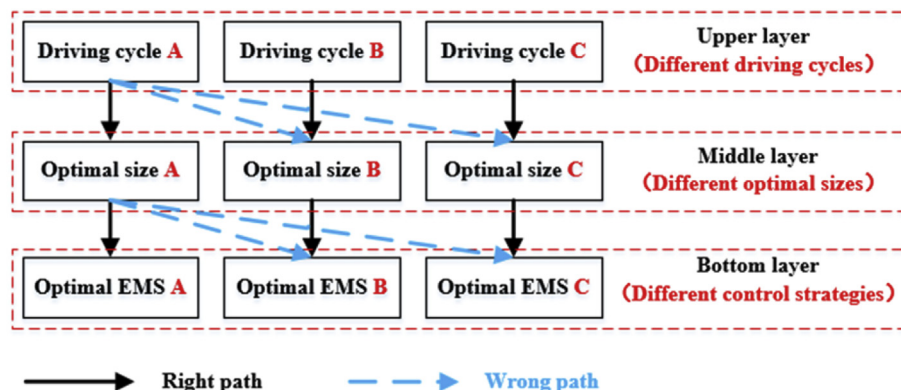 Driving cycle A
Driving cycle B
Driving cycle C
Upper layer
(Different driving cycles)
Optimal size A
Optimal size B
Optimal size C
Middle layer
(Different optimal sizes)
Optimal EMS A
Optimal EMS B
Optimal EMS C
Bottom layer
(Different control strategies)
Right path
Wrong path